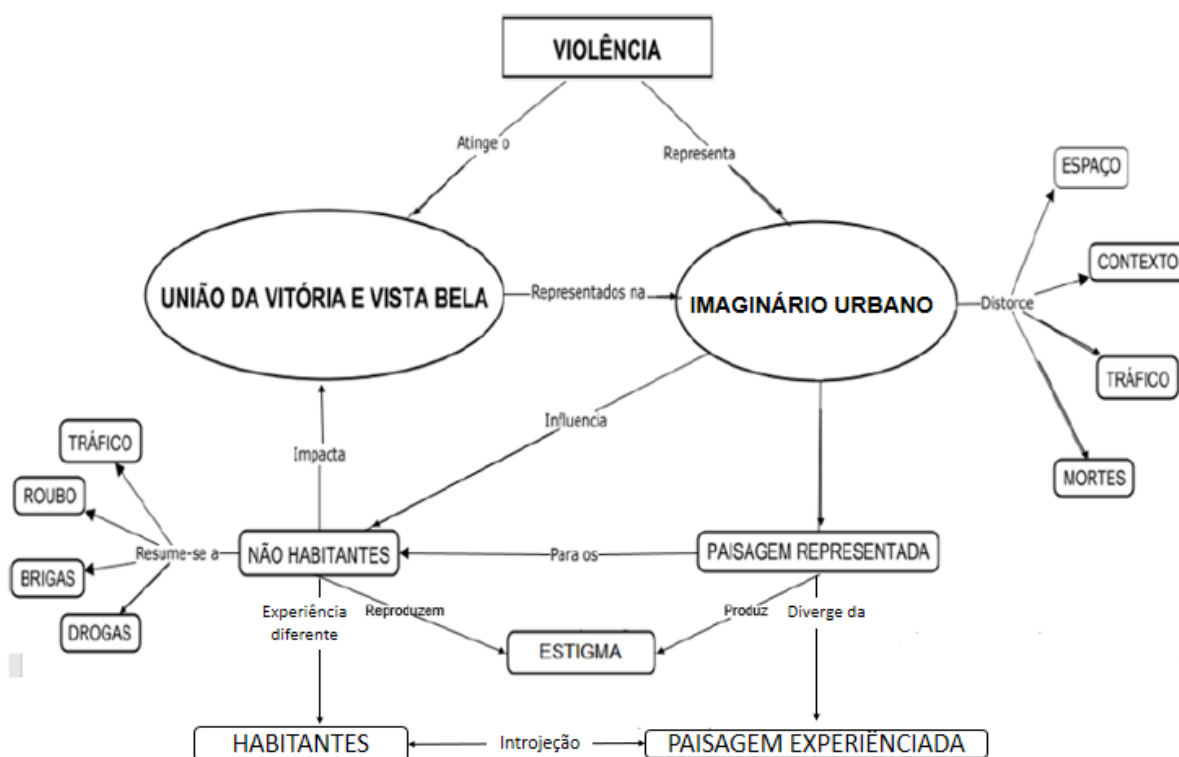 VIOLÊNCIA
Atinge o
Representa
ESPAÇO
CONTEXTO
UNIÃO DA VITÓRIA E VISTA BELA
Representados na
IMAGINÁRIO URBANO
Distorce
TRÁFICO
MORTES
Influencia
Impacta
TRÁFICO
ROUBO
BRIGAS
DROGAS
Resume-se a
NÃO HABITANTES
Para os
PAISAGEM REPRESENTADA
Experiência
diferente
Reproduzem
Produz
Diverge da
ESTIGMA
HABITANTES
Introjeção
PAISAGEM EXPERIËNCIADA